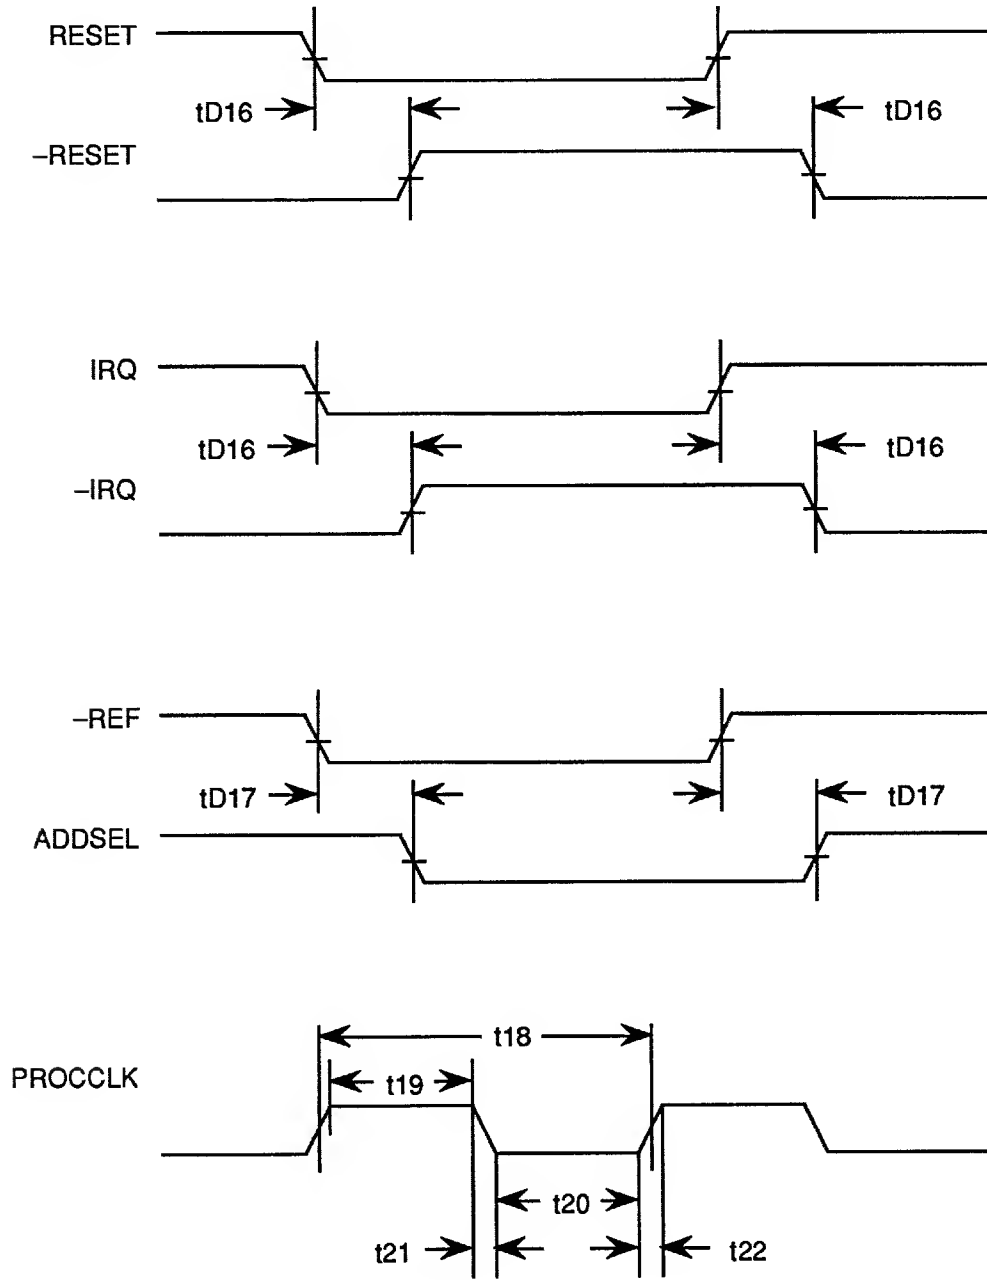 RESET
tD16 tD16
–RESET
IRQ
tD16 tD16
–IRQ
–REF
tD17 tD17
ADDSEL
t18
PROCCLK
t19
t20
t21 t22